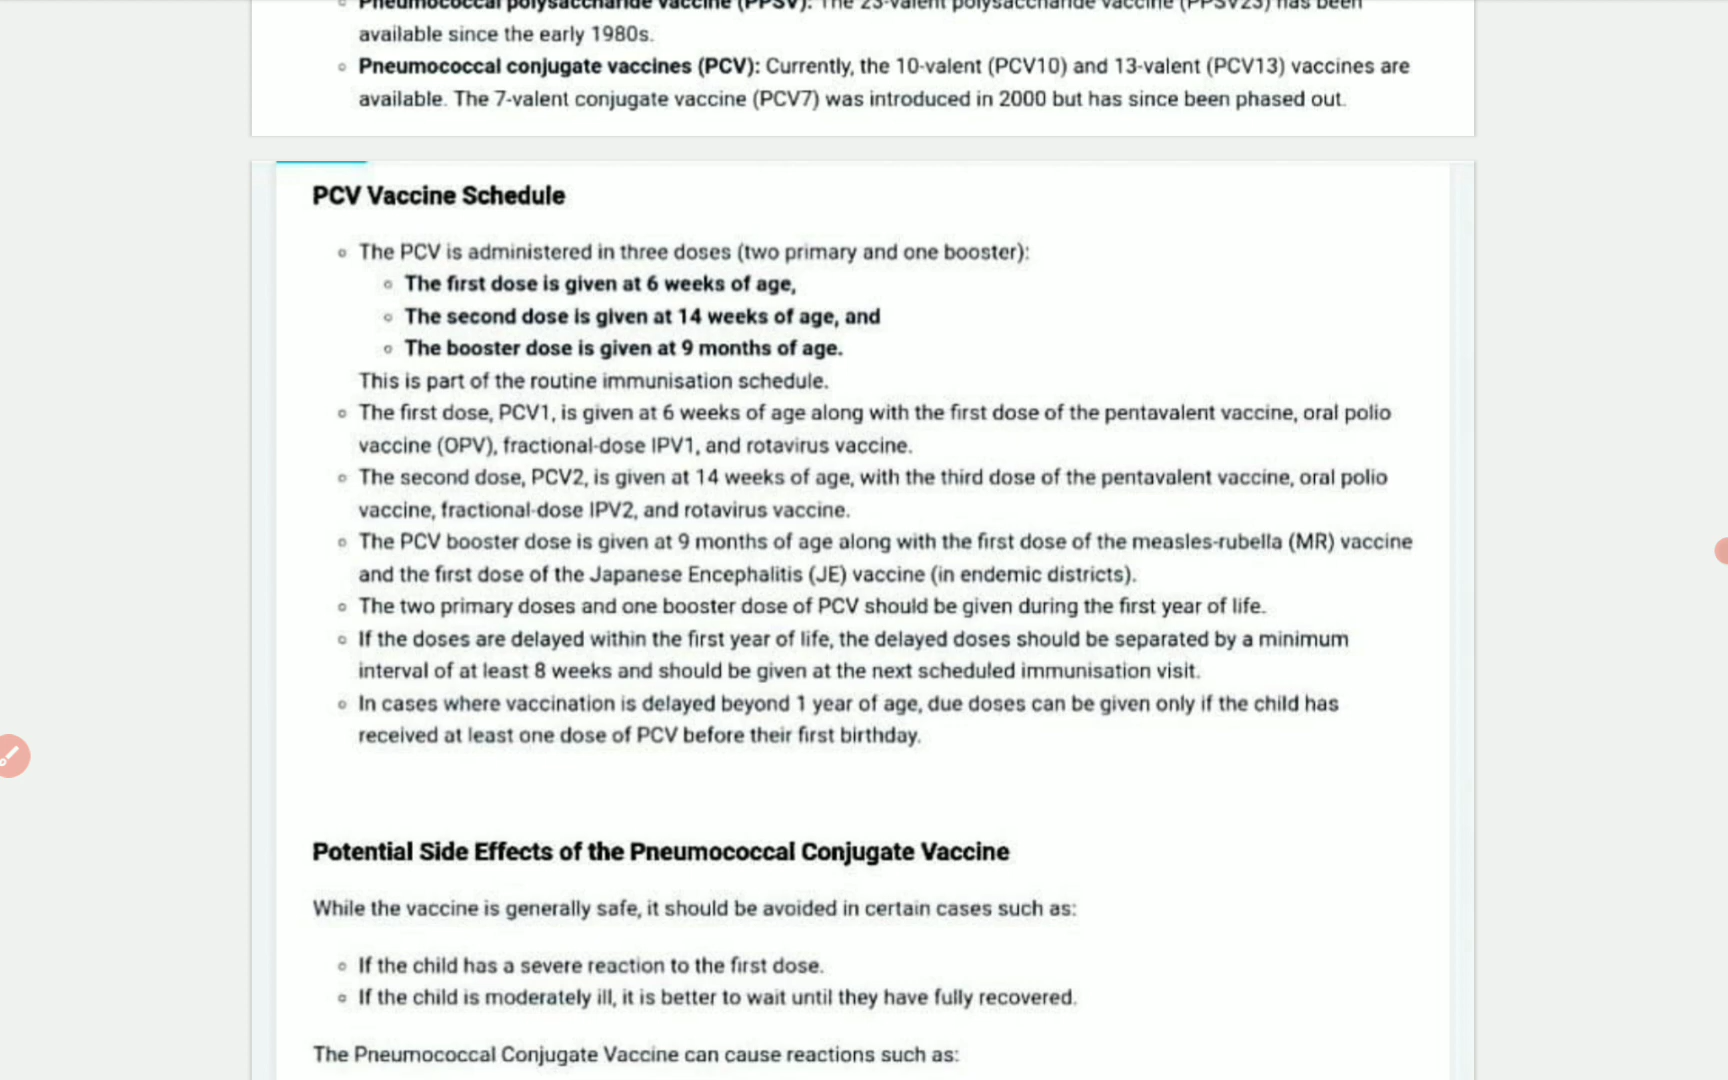 Pneumococcal polysaccharide vaccine (PPSV): The 23-valent polysaccharide vaccine (PPSV23) has been
available since the early 1980s.
Pneumococcal conjugate vaccines (PCV): Currently, the 10-valent (PCV10) and 13-valent (PCV13) vaccines are
available. The 7-valent conjugate vaccine (PCV7) was introduced in 2000 but has since been phased out.
PCV Vaccine Schedule
The PCV is administered in three doses (two primary and one booster):
The first dose is given at 6 weeks of age,
The second dose is given at 14 weeks of age, and
The booster dose is given at 9 months of age.
This is part of the routine immunisation schedule.
The first dose, PCV1, is given at 6 weeks of age along with the first dose of the pentavalent vaccine, oral polio
vaccine (OPV), fractional-dose IPV1, and rotavirus vaccine.
The second dose, PCV2, is given at 14 weeks of age, with the third dose of the pentavalent vaccine, oral polio
vaccine, fractional-dose IPV2, and rotavirus vaccine.
The PCV booster dose is given at 9 months of age along with the first dose of the measles-rubella (MR) vaccine
and the first dose of the Japanese Encephalitis (JE) vaccine (in endemic districts).
The two primary doses and one booster dose of PCV should be given during the first year of life.
If the doses are delayed within the first year of life, the delayed doses should be separated by a minimum
interval of at least 8 weeks and should be given at the next scheduled immunisation visit.
In cases where vaccination is delayed beyond 1 year of age, due doses can be given only if the child has
received at least one dose of PCV before their first birthday.
Potential Side Effects of the Pneumococcal Conjugate Vaccine
While the vaccine is generally safe, it should be avoided in certain cases such as:
If the child has a severe reaction to the first dose.
If the child is moderately ill, it is better to wait until they have fully recovered.
The Pneumococcal Conjugate Vaccine can cause reactions such as: